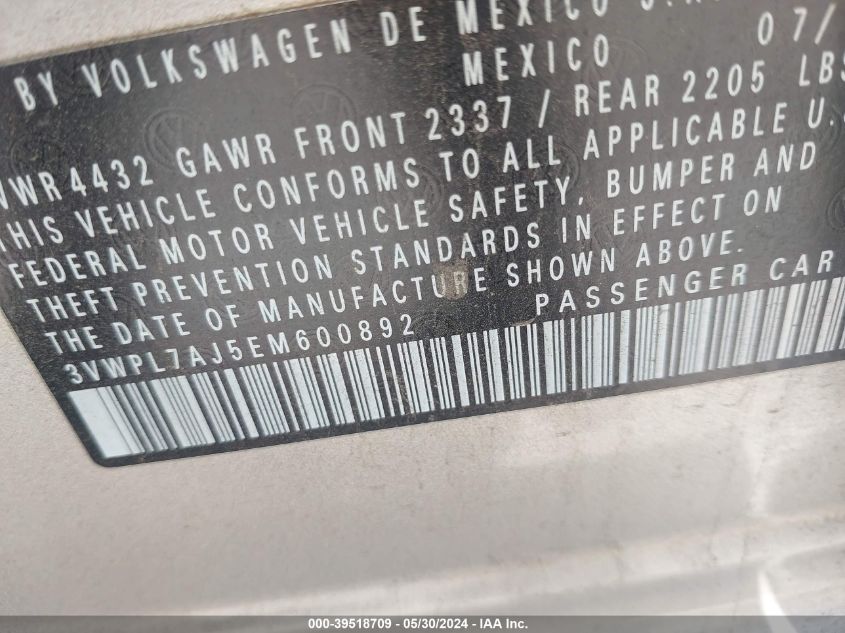 BY VOLKSWAGEN DE MEXICO
MEXICO 07/
VWR4432 GAWR FRONT 2337 / REAR 2205 LBS
THIS VEHICLE CONFORMS TO ALL APPLICABLE U.
FEDERAL MOTOR VEHICLE SAFETY, BUMPER AND
THEFT PREVENTION STANDARDS IN EFFECT ON
THE DATE OF MANUFACTURE SHOWN ABOVE.
3VWPL7AJ5EM600892 PASSENGER CAR
000-39518709 - 05/30/2024 - IAA Inc.